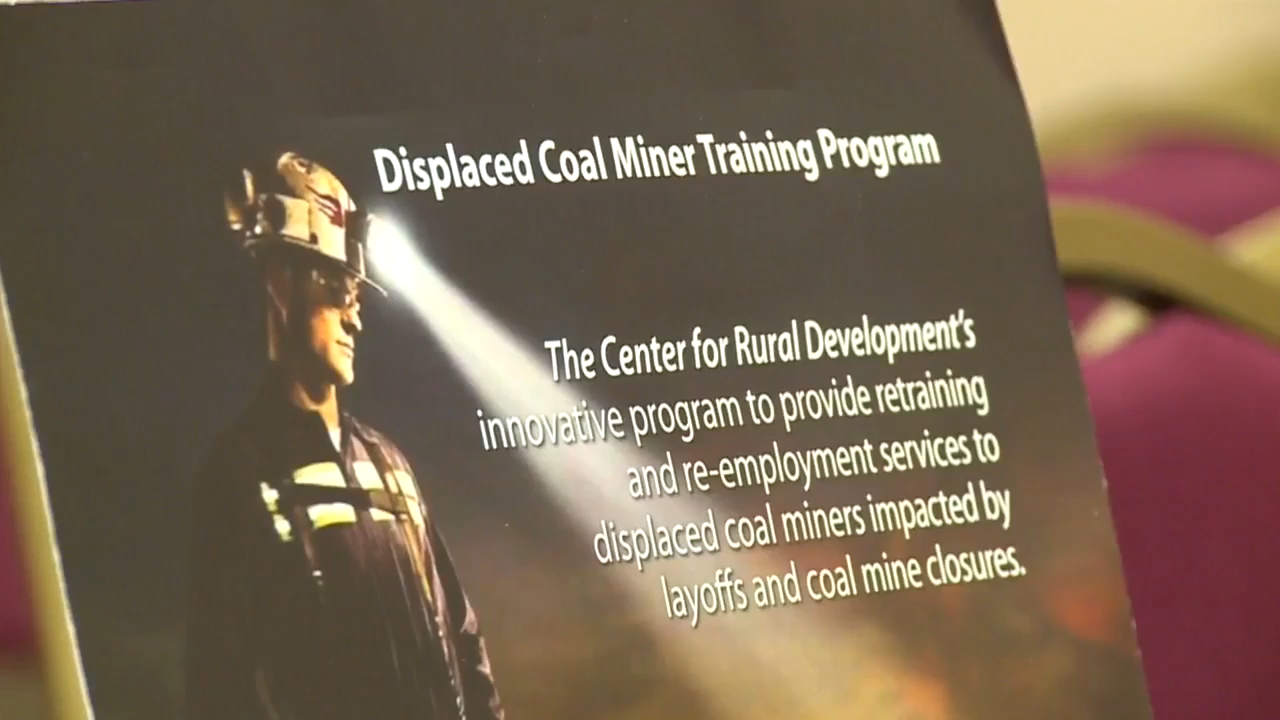 Displaced Coal Miner Training Program
The Center for Rural Development's
innovative program to provide retraining
and re-employment services to
displaced coal miners impacted by
layoffs and coal mine closures.